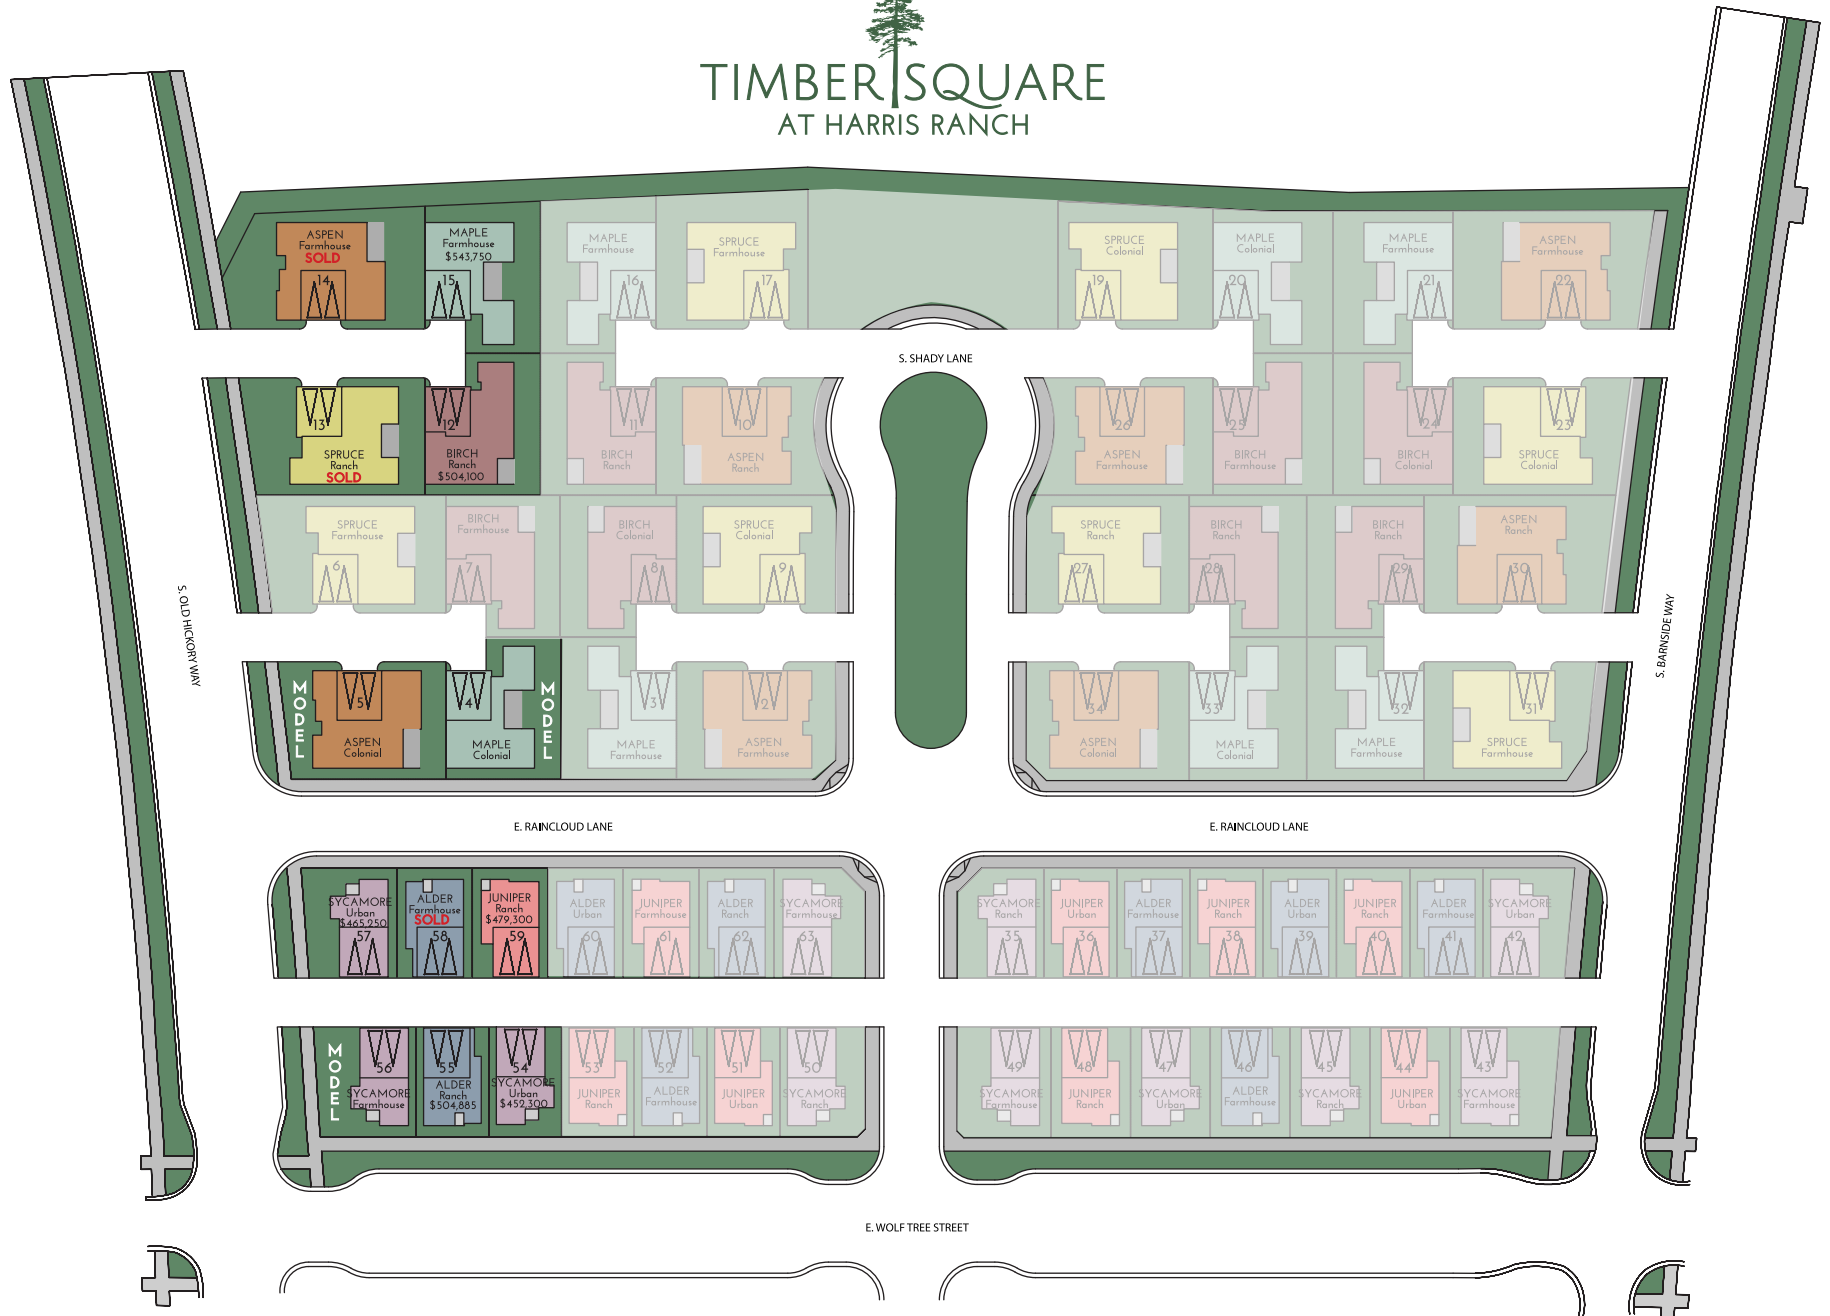 TIMBER SQUARE
AT HARRIS RANCH
ASPEN
Farmhouse
SOLD
14
MAPLE
Farmhouse
$543,750
15
MAPLE
Farmhouse
16
SPRUCE
Farmhouse
17
SPRUCE
Colonial
19
MAPLE
Colonial
20
MAPLE
Farmhouse
21
ASPEN
Farmhouse
22
S. SHADY LANE
13
SPRUCE
Ranch
SOLD
12
BIRCH
Ranch
$504,100
11
BIRCH
Ranch
10
ASPEN
Ranch
26
ASPEN
Farmhouse
25
BIRCH
Farmhouse
24
BIRCH
Colonial
23
SPRUCE
Colonial
SPRUCE
Farmhouse
6
BIRCH
Farmhouse
7
BIRCH
Colonial
8
SPRUCE
Colonial
9
SPRUCE
Ranch
27
BIRCH
Ranch
28
BIRCH
Ranch
29
ASPEN
Ranch
30
S. OLD HICKORY WAY
S. BARNSIDE WAY
MODEL
5
ASPEN
Colonial
4
MAPLE
Colonial
MODEL
3
MAPLE
Farmhouse
2
ASPEN
Farmhouse
34
ASPEN
Colonial
33
MAPLE
Colonial
32
MAPLE
Farmhouse
31
SPRUCE
Farmhouse
E. RAINCLOUD LANE
E. RAINCLOUD LANE
SYCAMORE
Urban
$465,250
57
ALDER
Farmhouse
SOLD
58
JUNIPER
Ranch
$479,300
59
ALDER
Urban
60
JUNIPER
Farmhouse
61
ALDER
Ranch
62
SYCAMORE
Farmhouse
63
SYCAMORE
Ranch
35
JUNIPER
Urban
36
ALDER
Farmhouse
37
JUNIPER
Ranch
38
ALDER
Urban
39
JUNIPER
Ranch
40
ALDER
Farmhouse
41
SYCAMORE
Urban
42
MODEL
56
SYCAMORE
Farmhouse
55
ALDER
Ranch
$504,885
54
SYCAMORE
Urban
$452,300
53
JUNIPER
Ranch
52
ALDER
Farmhouse
51
JUNIPER
Urban
50
SYCAMORE
Ranch
49
SYCAMORE
Farmhouse
48
JUNIPER
Ranch
47
SYCAMORE
Urban
46
ALDER
Farmhouse
45
SYCAMORE
Ranch
44
JUNIPER
Urban
43
SYCAMORE
Farmhouse
E. WOLF TREE STREET